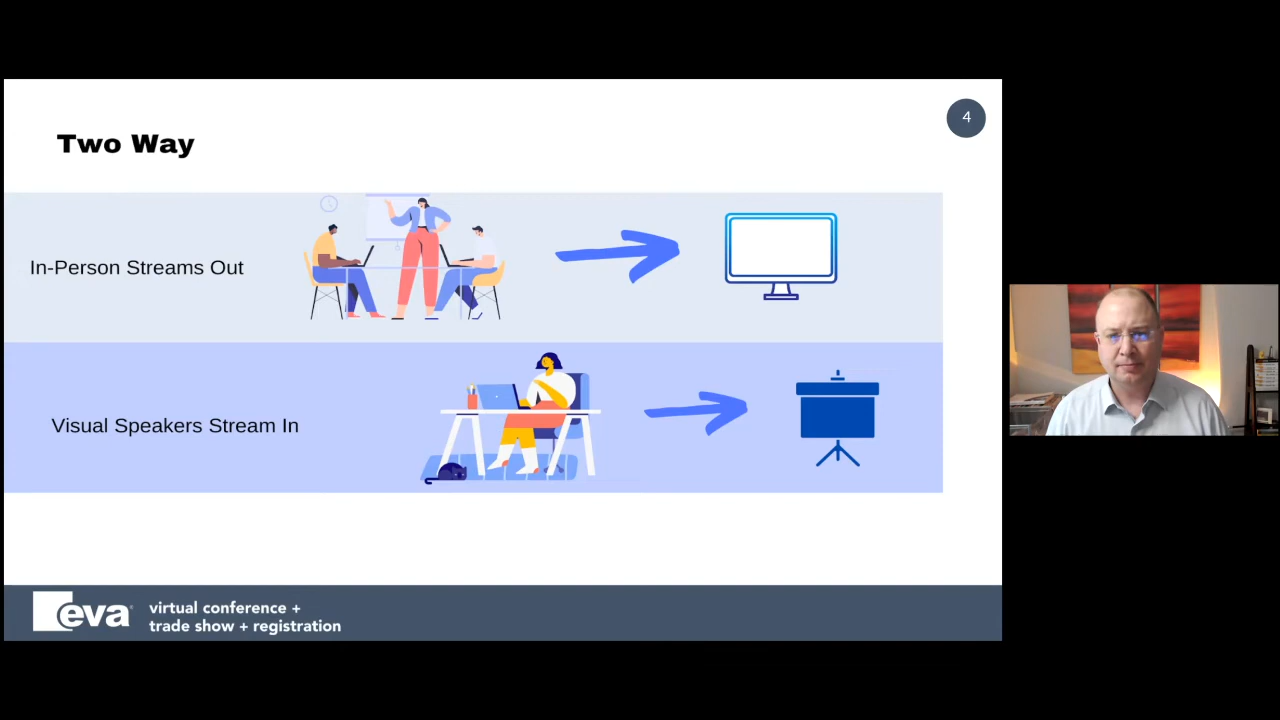 4
Two Way
In-Person Streams Out
Visual Speakers Stream In
eva
virtual conference +
trade show + registration